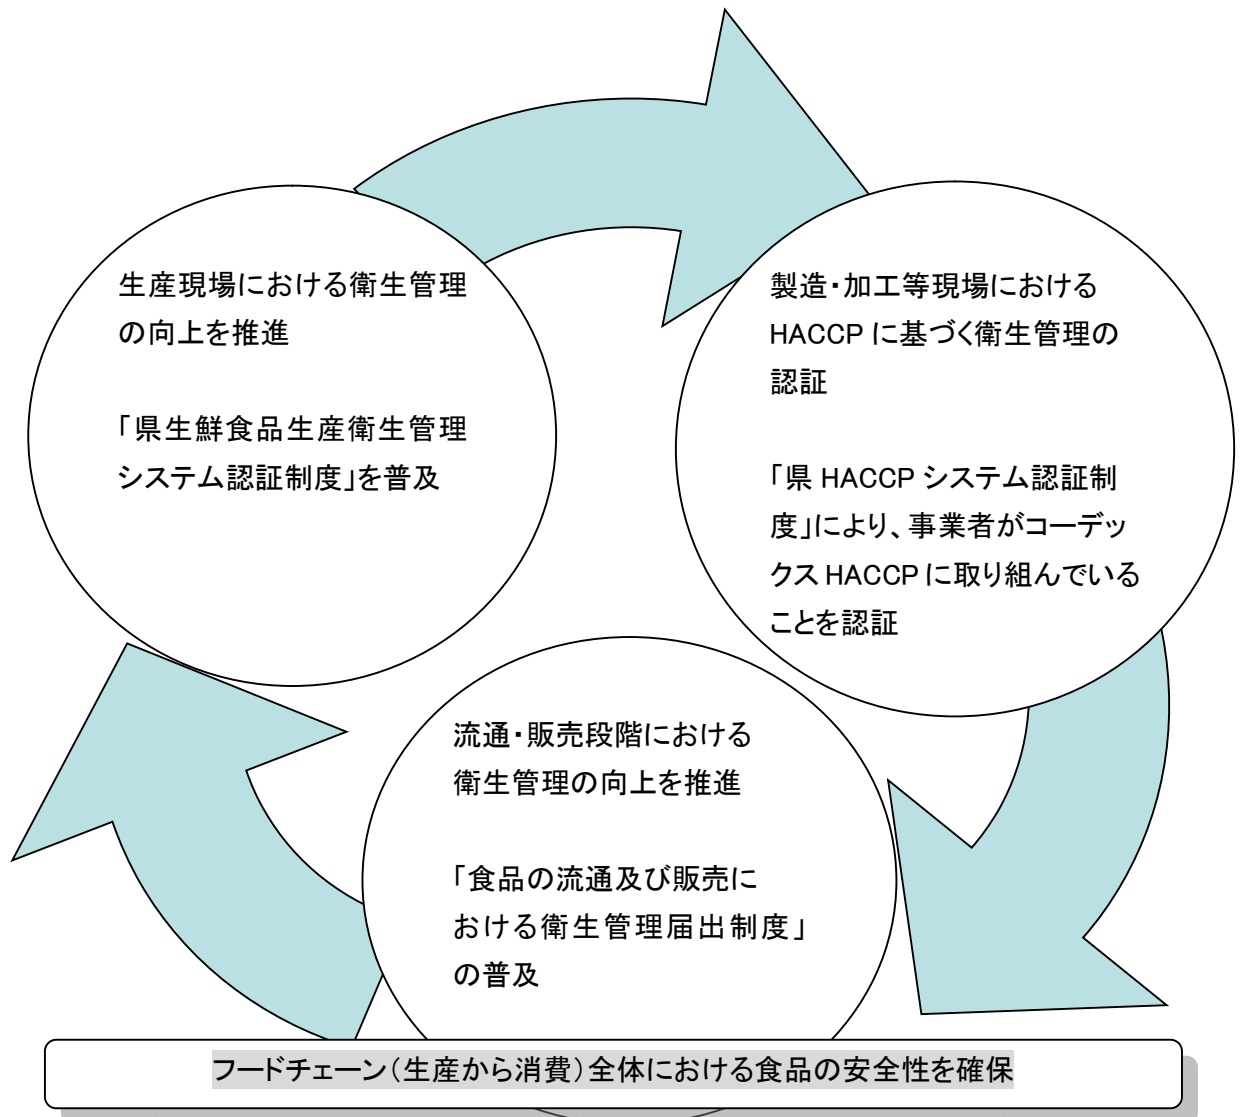 生産現場における衛生管理
の向上を推進
「県生鮮食品生産衛生管理
システム認証制度」を普及
製造・加工等現場における
HACCP に基づく衛生管理の
認証
「県 HACCP システム認証制
度」により、事業者がコーデッ
クス HACCP に取り組んでいる
ことを認証
流通・販売段階における
衛生管理の向上を推進
「食品の流通及び販売に
おける衛生管理届出制度」
の普及
フードチェーン(生産から消費)全体における食品の安全性を確保